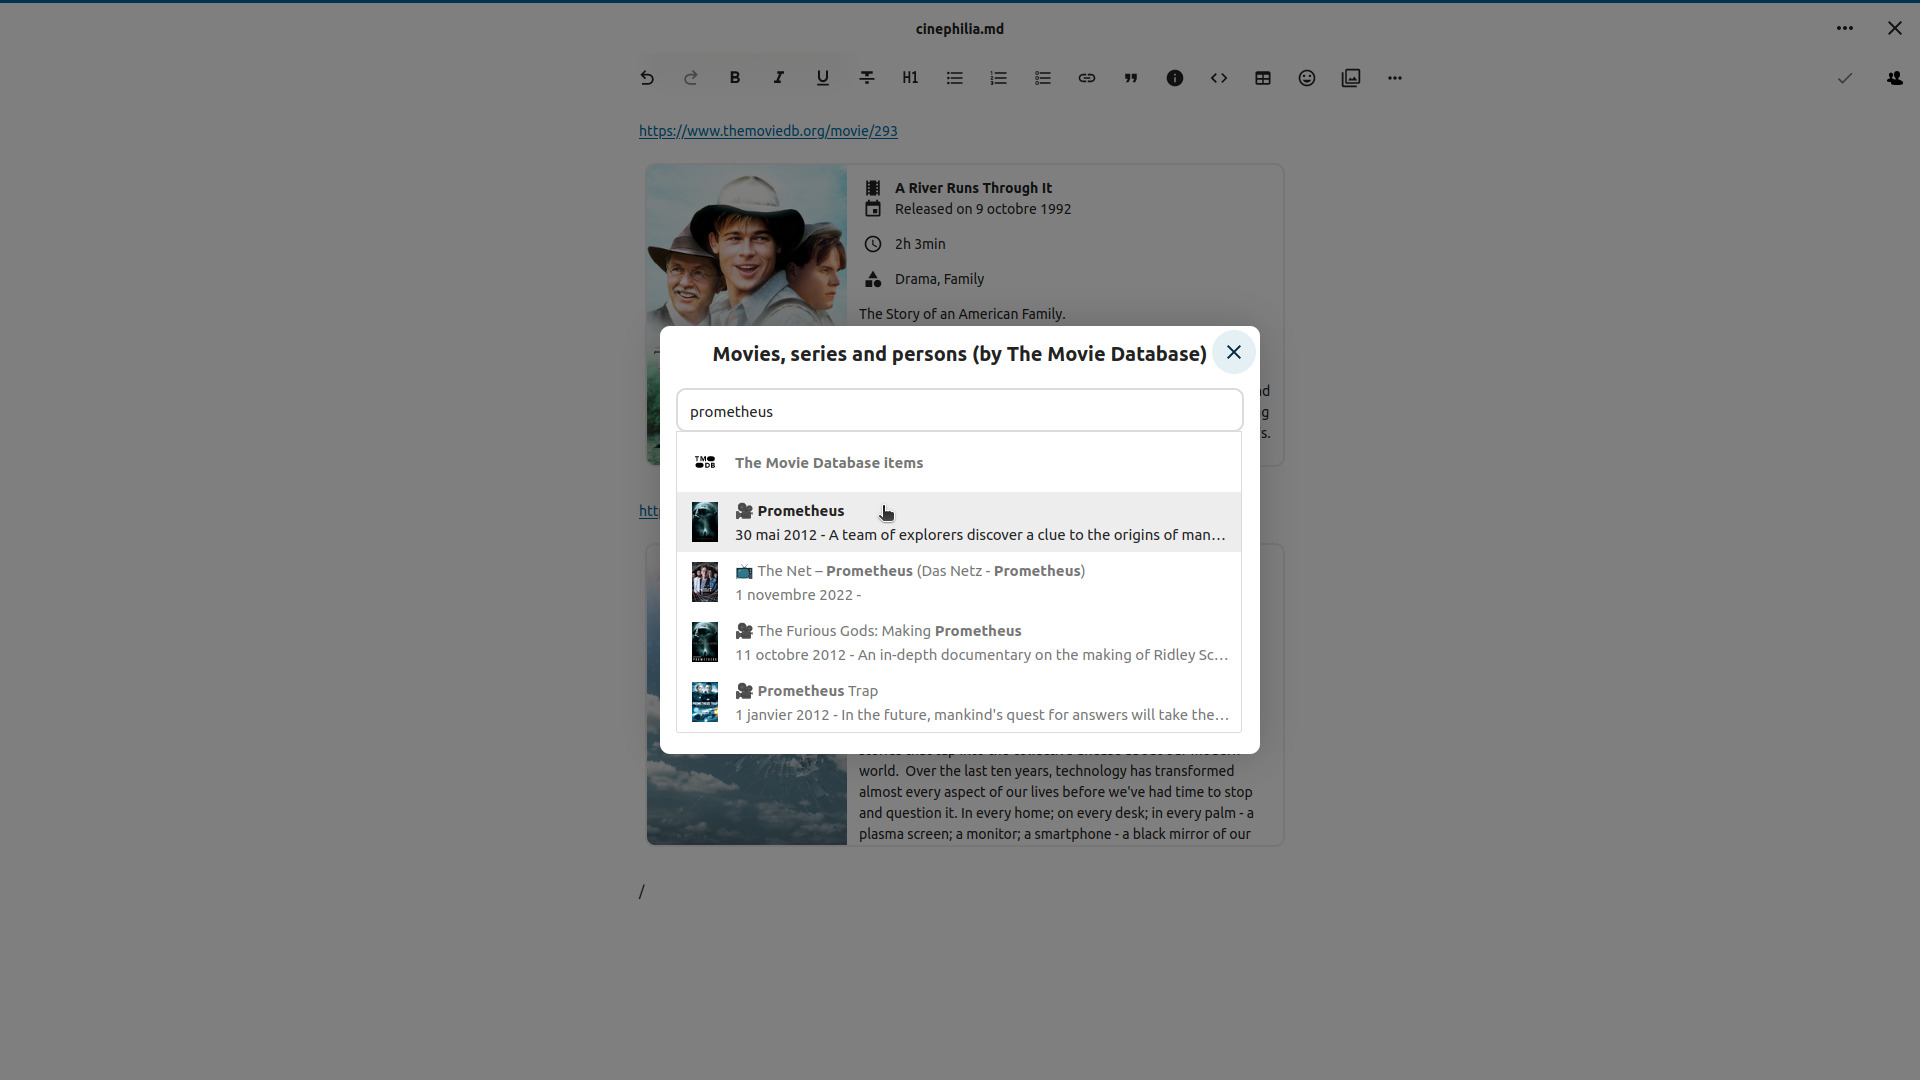 cinephilia.md
H1
https://www.themoviedb.org/movie/293
A River Runs Through It
Released on 9 octobre 1992
2h 3min
Drama, Family
The Story of an American Family.
Movies, series and persons (by The Movie Database)
prometheus
TMDB
The Movie Database items
Prometheus
30 mai 2012 - A team of explorers discover a clue to the origins of man…
The Net – Prometheus (Das Netz - Prometheus)
1 novembre 2022 -
The Furious Gods: Making Prometheus
11 octobre 2012 - An in-depth documentary on the making of Ridley Sc…
Prometheus Trap
1 janvier 2012 - In the future, mankind's quest for answers will take the…
world. Over the last ten years, technology has transformed
almost every aspect of our lives before we've had time to stop
and question it. In every home; on every desk; in every palm - a
plasma screen; a monitor; a smartphone - a black mirror of our
/